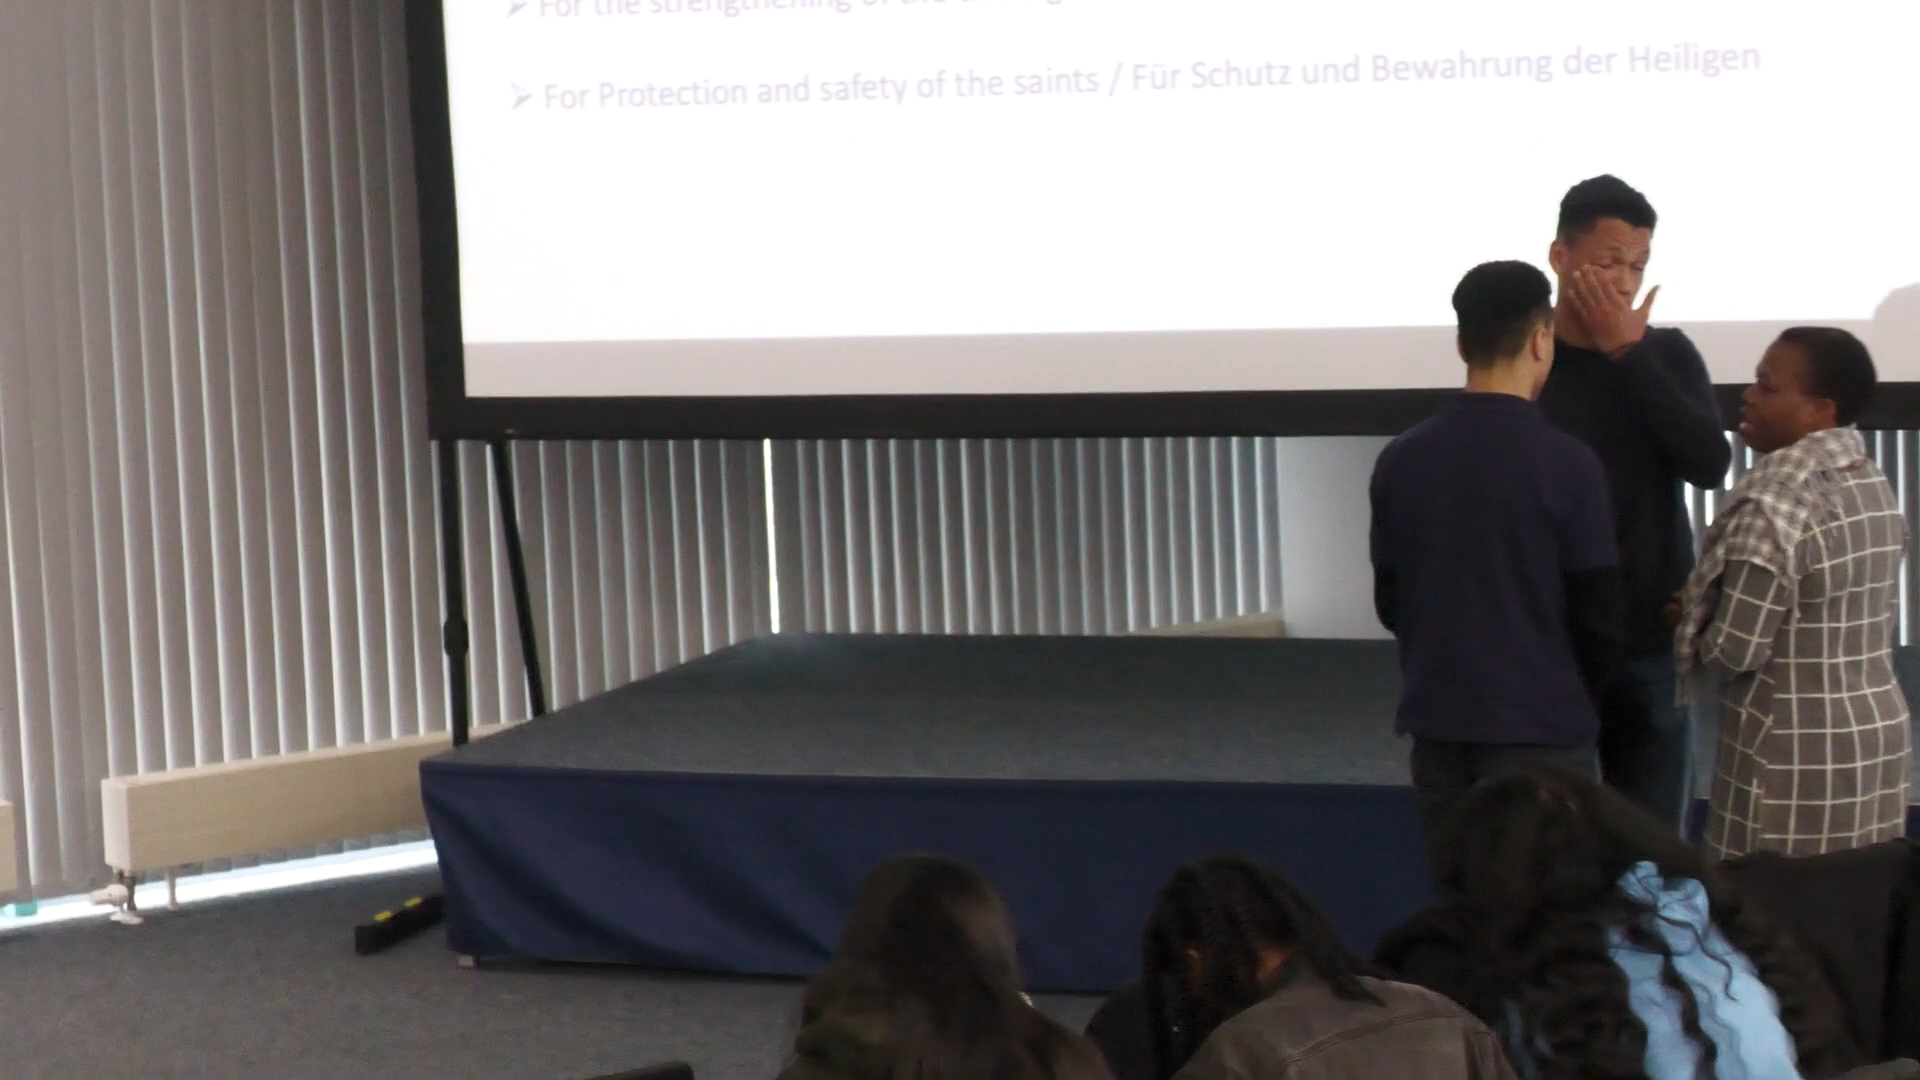 ➢ For the strengthening of the
➢ For Protection and safety of the saints / Für Schutz und Bewahrung der Heiligen